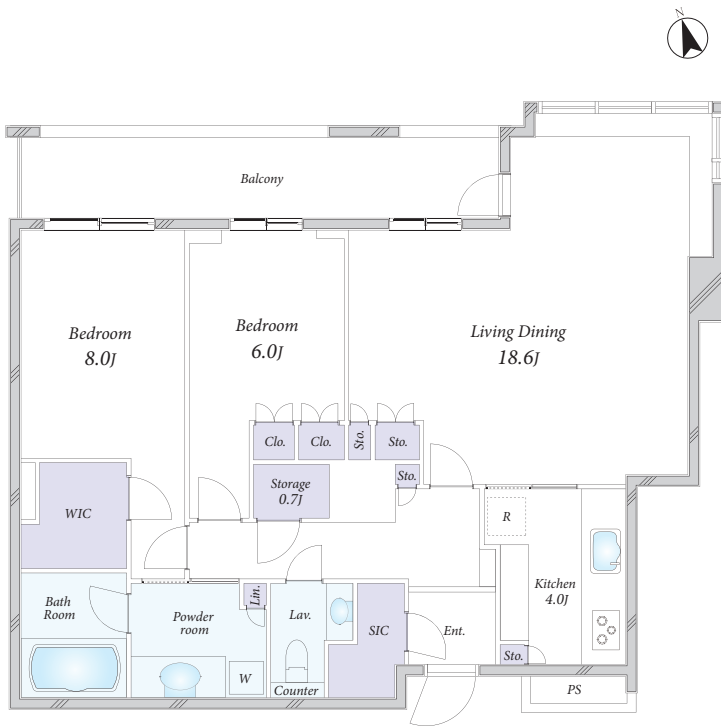 N
Balcony
Bedroom
8.0J
Bedroom
6.0J
Living Dining
18.6J
Clo.
Clo.
Sto.
Sto.
Sto.
Storage
0.7J
WIC
R
Kitchen
4.0J
Bath
Room
Powder
room
Lin.
Lav.
SIC
Ent.
Sto.
W
Counter
PS